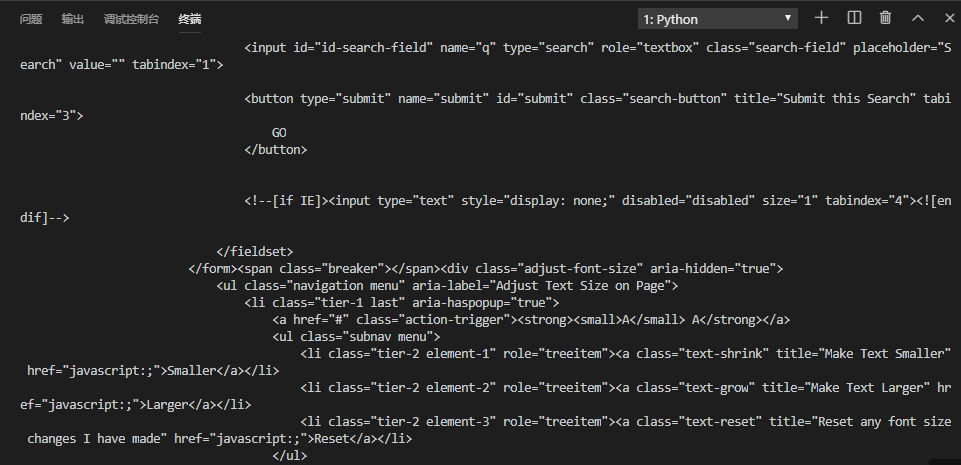 问题 输出 调试控制台 终端 1: Python
<input id="id-search-field" name="q" type="search" role="textbox" class="search-field" placeholder="S
earch" value="" tabindex="1">
<button type="submit" name="submit" id="submit" class="search-button" title="Submit this Search" tabi
ndex="3">
GO
</button>
<!--[if IE]><input type="text" style="display: none;" disabled="disabled" size="1" tabindex="4"><![en
dif]-->
</fieldset>
</form><span class="breaker"></span><div class="adjust-font-size" aria-hidden="true">
<ul class="navigation menu" aria-label="Adjust Text Size on Page">
<li class="tier-1 last" aria-haspopup="true">
<a href="#" class="action-trigger"><strong><small>A</small> A</strong></a>
<ul class="subnav menu">
<li class="tier-2 element-1" role="treeitem"><a class="text-shrink" title="Make Text Smaller"
href="javascript:;">Smaller</a></li>
<li class="tier-2 element-2" role="treeitem"><a class="text-grow" title="Make Text Larger" hr
ef="javascript:;">Larger</a></li>
<li class="tier-2 element-3" role="treeitem"><a class="text-reset" title="Reset any font size
changes I have made" href="javascript:;">Reset</a></li>
</ul>